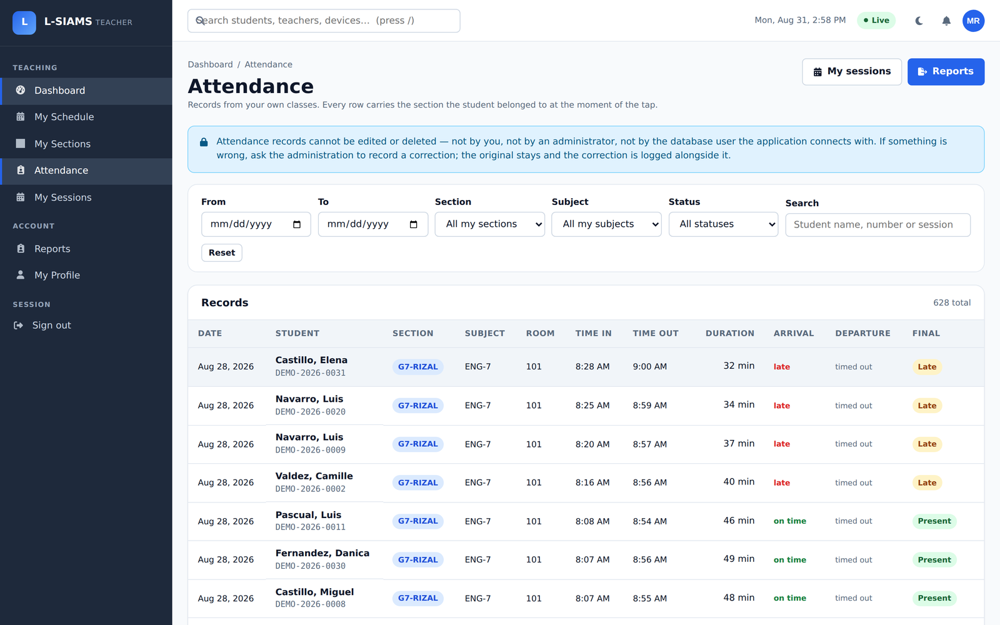 L
L-SIAMS TEACHER
TEACHING
Dashboard
My Schedule
My Sections
Attendance
My Sessions
ACCOUNT
Reports
My Profile
SESSION
Sign out
Search students, teachers, devices... (press /)
Mon, Aug 31, 2:58 PM
Live
MR
Dashboard / Attendance
Attendance
Records from your own classes. Every row carries the section the student belonged to at the moment of the tap.
My sessions
Reports
Attendance records cannot be edited or deleted — not by you, not by an administrator, not by the database user the application connects with. If something is
wrong, ask the administration to record a correction; the original stays and the correction is logged alongside it.
From To Section Subject Status Search
mm/dd/yyyy mm/dd/yyyy All my sections All my subjects All statuses Student name, number or session
Reset
Records 628 total
DATE STUDENT SECTION SUBJECT ROOM TIME IN TIME OUT DURATION ARRIVAL DEPARTURE FINAL
Aug 28, 2026 Castillo, Elena G7-RIZAL ENG-7 101 8:28 AM 9:00 AM 32 min late timed out Late
DEMO-2026-0031
Aug 28, 2026 Navarro, Luis G7-RIZAL ENG-7 101 8:25 AM 8:59 AM 34 min late timed out Late
DEMO-2026-0020
Aug 28, 2026 Navarro, Luis G7-RIZAL ENG-7 101 8:20 AM 8:57 AM 37 min late timed out Late
DEMO-2026-0009
Aug 28, 2026 Valdez, Camille G7-RIZAL ENG-7 101 8:16 AM 8:56 AM 40 min late timed out Late
DEMO-2026-0002
Aug 28, 2026 Pascual, Luis G7-RIZAL ENG-7 101 8:08 AM 8:54 AM 46 min on time timed out Present
DEMO-2026-0011
Aug 28, 2026 Fernandez, Danica G7-RIZAL ENG-7 101 8:07 AM 8:56 AM 49 min on time timed out Present
DEMO-2026-0030
Aug 28, 2026 Castillo, Miguel G7-RIZAL ENG-7 101 8:07 AM 8:55 AM 48 min on time timed out Present
DEMO-2026-0008